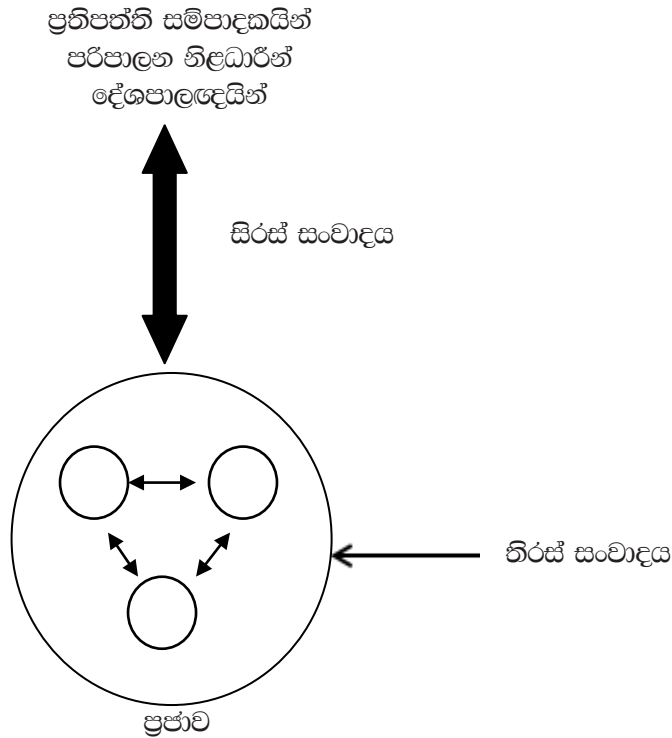 ප්‍රතිපත්ති සම්පාදකයින්
පරිපාලන නිළධාරීන්
දේශපාලඥයින්
සිරස් සංවාදය
තිරස් සංවාදය
ප්‍රජාව